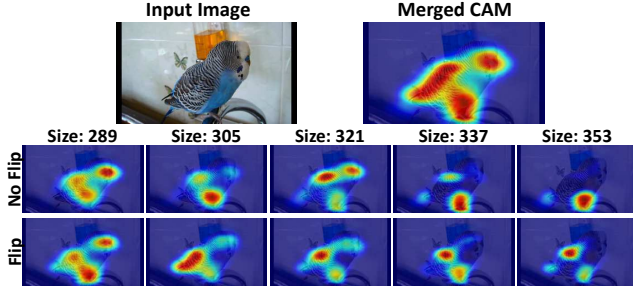 Input Image
Merged CAM
Size: 289
Size: 305
Size: 321
Size: 337
Size: 353
No Flip
Flip